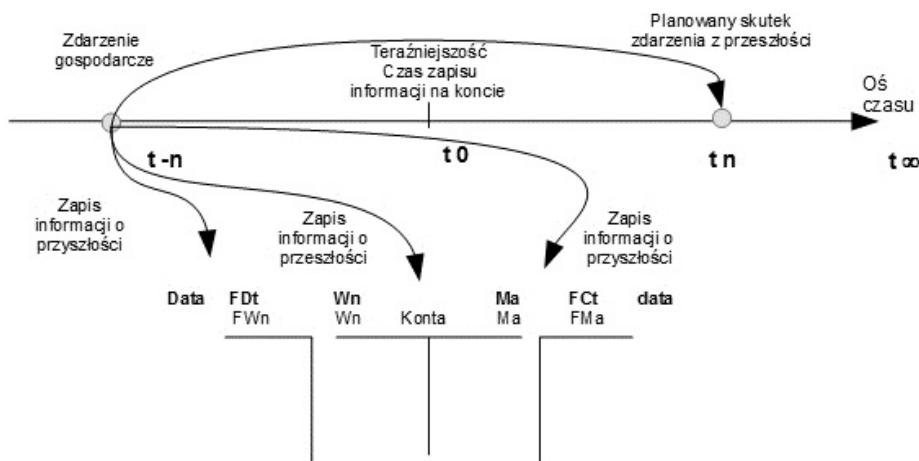 Zdarzenie
gospodarcze
Teraźniejszość
Czas zapisu
informacji na koncie
Planowany skutek
zdarzenia z przeszłości
Oś
czasu
t -n
t 0
t n
t ∞
Zapis
informacji o
przyszłości
Zapis
informacji o
przeszłości
Zapis
informacji o
przyszłości
Data FDt Wn Ma FCt data
FWn Wn Konta Ma FMa